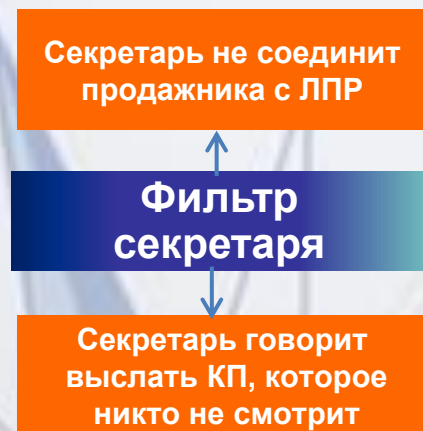 Секретарь не соединит
продажника с ЛПР
Фильтр
секретаря
Секретарь говорит
выслать КП, которое
никто не смотрит